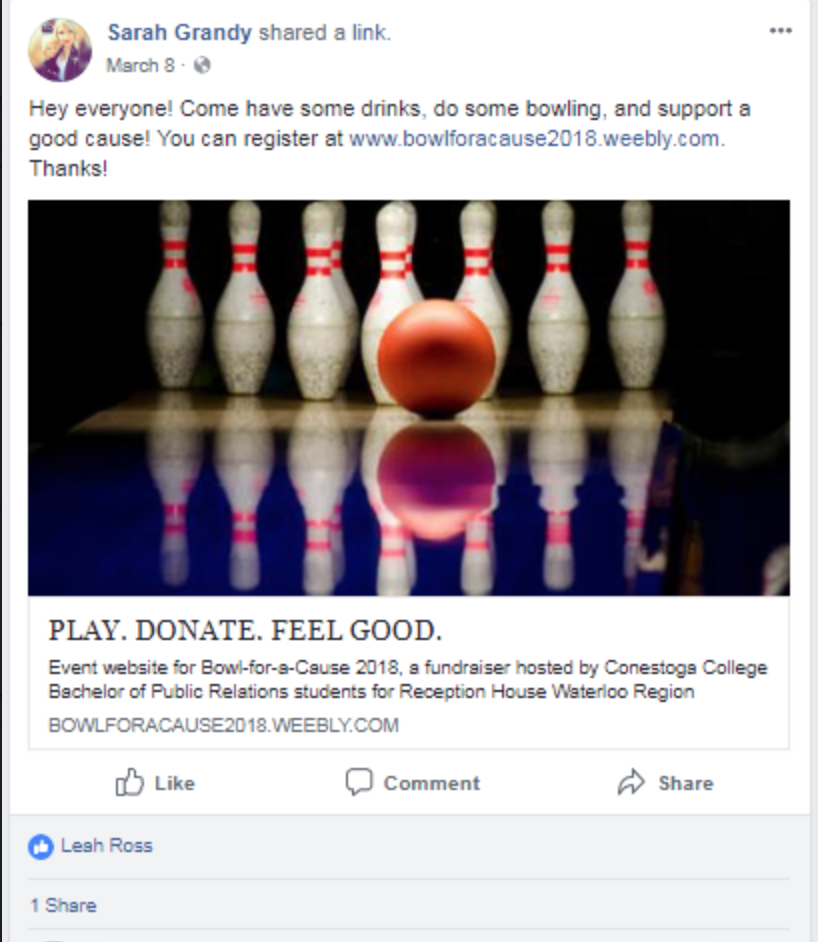 Sarah Grandy shared a link.
March 8 ·
Hey everyone! Come have some drinks, do some bowling, and support a
good cause! You can register at www.bowlforacause2018.weebly.com.
Thanks!
PLAY. DONATE. FEEL GOOD.
Event website for Bowl-for-a-Cause 2018, a fundraiser hosted by Conestoga College
Bachelor of Public Relations students for Reception House Waterloo Region
BOWLFORACAUSE2018.WEEBLY.COM
Like Comment Share
Leah Ross
1 Share